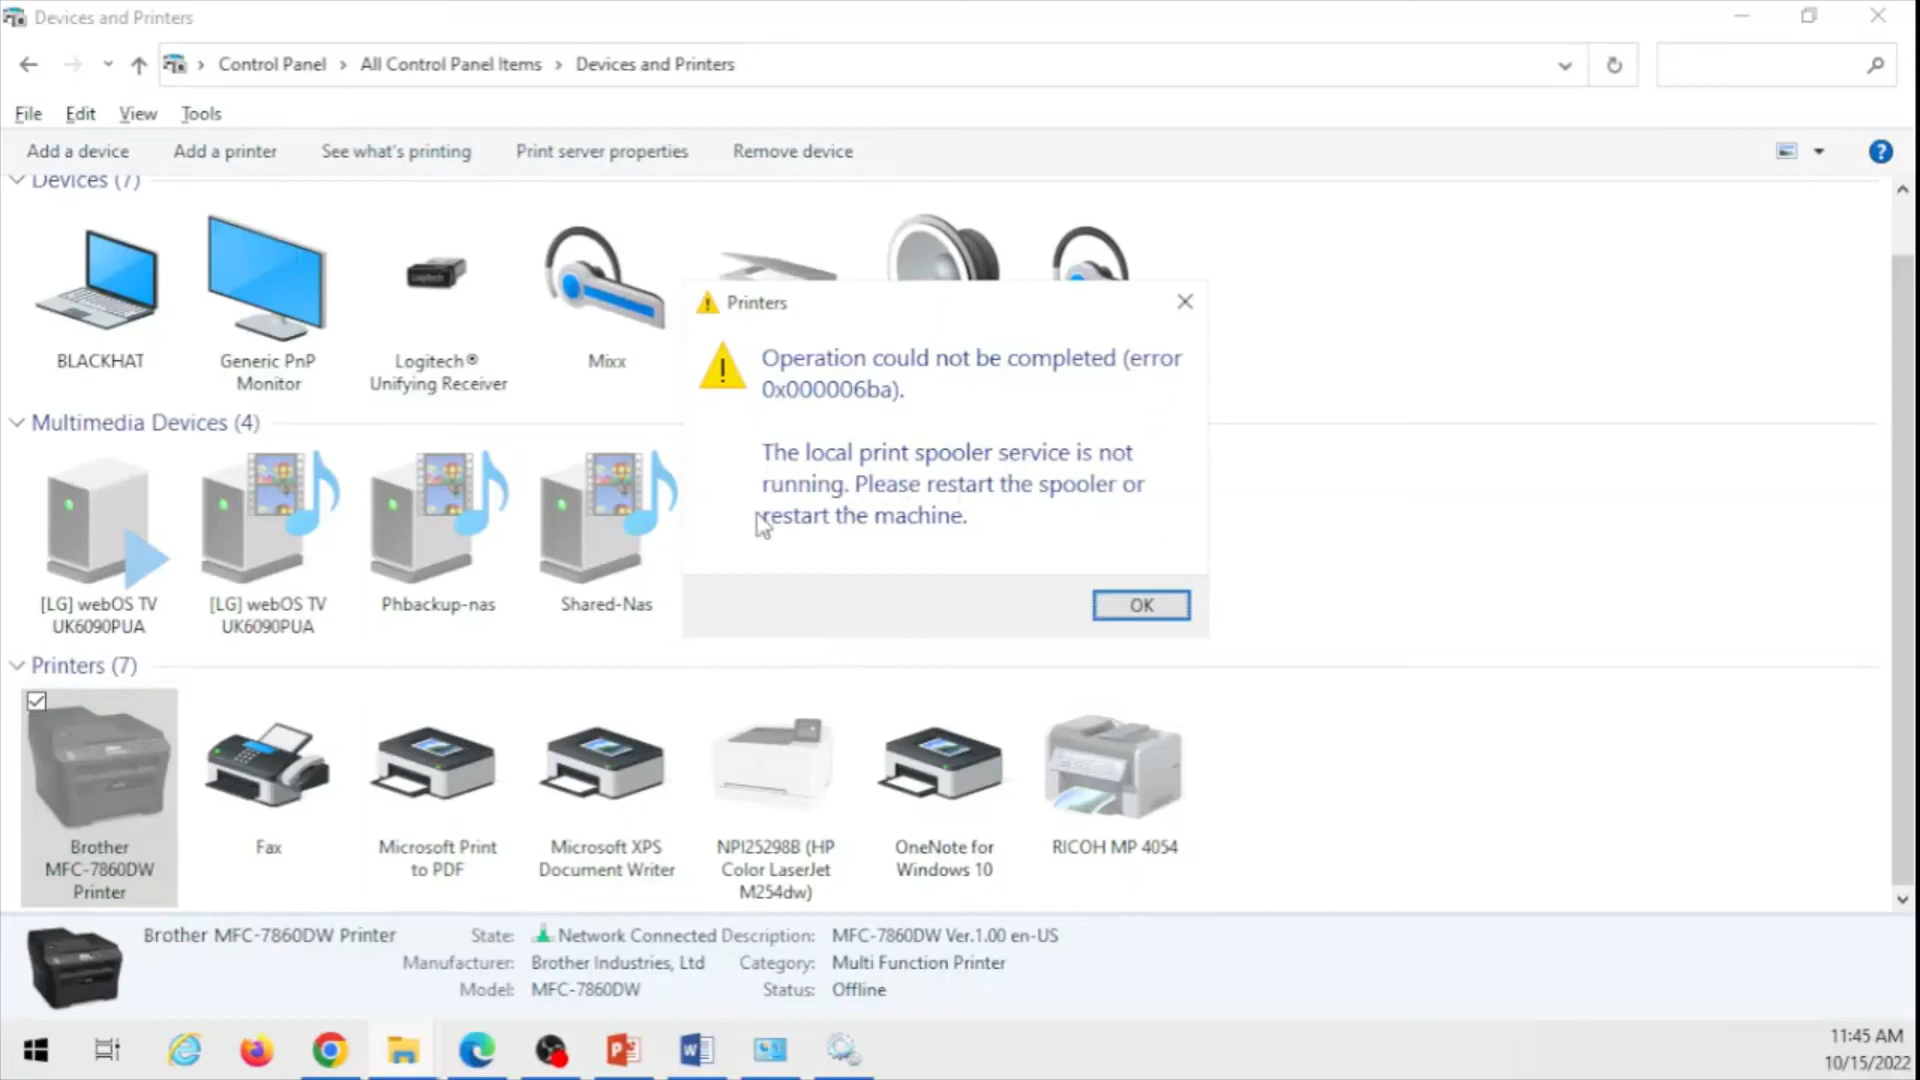 Devices and Printers
Control Panel > All Control Panel Items > Devices and Printers
File Edit View Tools
Add a device Add a printer See what's printing Print server properties Remove device
Devices (7)
BLACKHAT
Generic PnP
Monitor
Logitech®
Unifying Receiver
Mixx
Printers
Operation could not be completed (error
0x000006ba).
The local print spooler service is not
running. Please restart the spooler or
restart the machine.
OK
Multimedia Devices (4)
[LG] webOS TV
UK6090PUA
[LG] webOS TV
UK6090PUA
Phbackup-nas
Shared-Nas
Printers (7)
Brother
MFC-7860DW
Printer
Fax
Microsoft Print
to PDF
Microsoft XPS
Document Writer
NPI25298B (HP
Color LaserJet
M254dw)
OneNote for
Windows 10
RICOH MP 4054
Brother MFC-7860DW Printer
State: Network Connected
Manufacturer: Brother Industries, Ltd
Model: MFC-7860DW
Description: MFC-7860DW Ver.1.00 en-US
Category: Multi Function Printer
Status: Offline
11:45 AM
10/15/2022